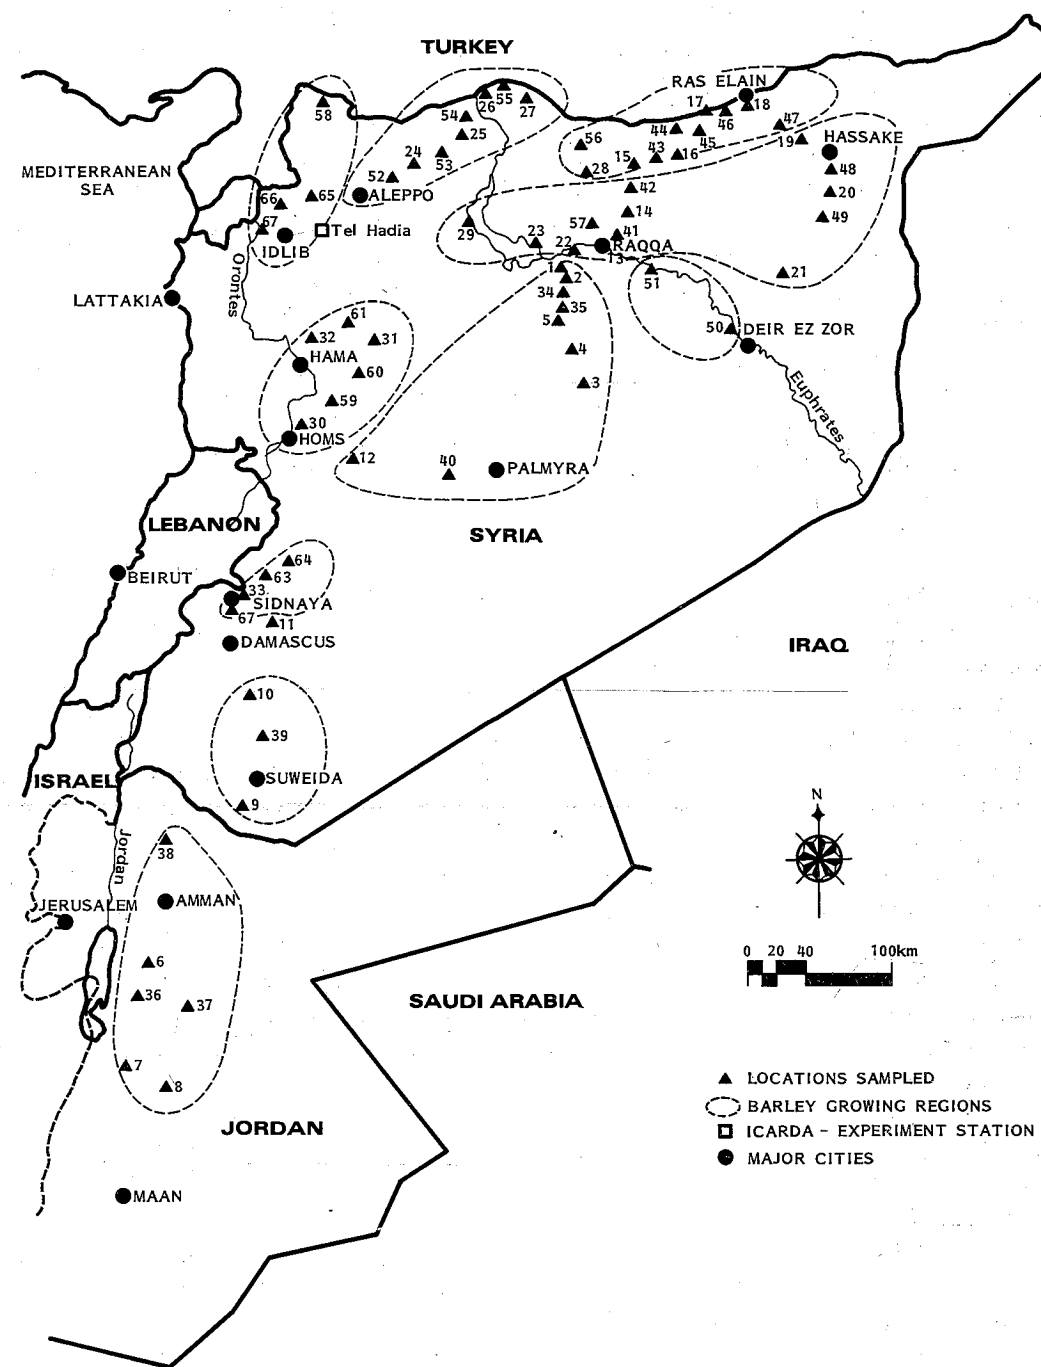 TURKEY
RAS ELAIN
55
26
27
17
18
58
54
46
47
25
44
45
56
HASSAKE
19
MEDITERRANEAN
SEA
24
53
43
16
15
28
52
48
42
20
ALEPPO
65
66
14
49
67
Tel Hadia
29
57
41
23
IDLIB
22
RAQQA
13
1
2
51
21
Orontes
34
LATTAKIA
35
5
61
50
DEIR EZ ZOR
32
31
4
HAMA
60
3
Euphrates
59
30
HOMS
12
40
PALMYRA
LEBANON
SYRIA
64
BEIRUT
63
33
SIDNAYA
67
11
DAMASCUS
IRAQ
10
39
ISRAEL
SUWEIDA
9
N
Jordan
38
JERUSALEM
AMMAN
0 20 40 100km
6
36
37
SAUDI ARABIA
7
8
LOCATIONS SAMPLED
BARLEY GROWING REGIONS
JORDAN
ICARDA - EXPERIMENT STATION
MAJOR CITIES
MAAN